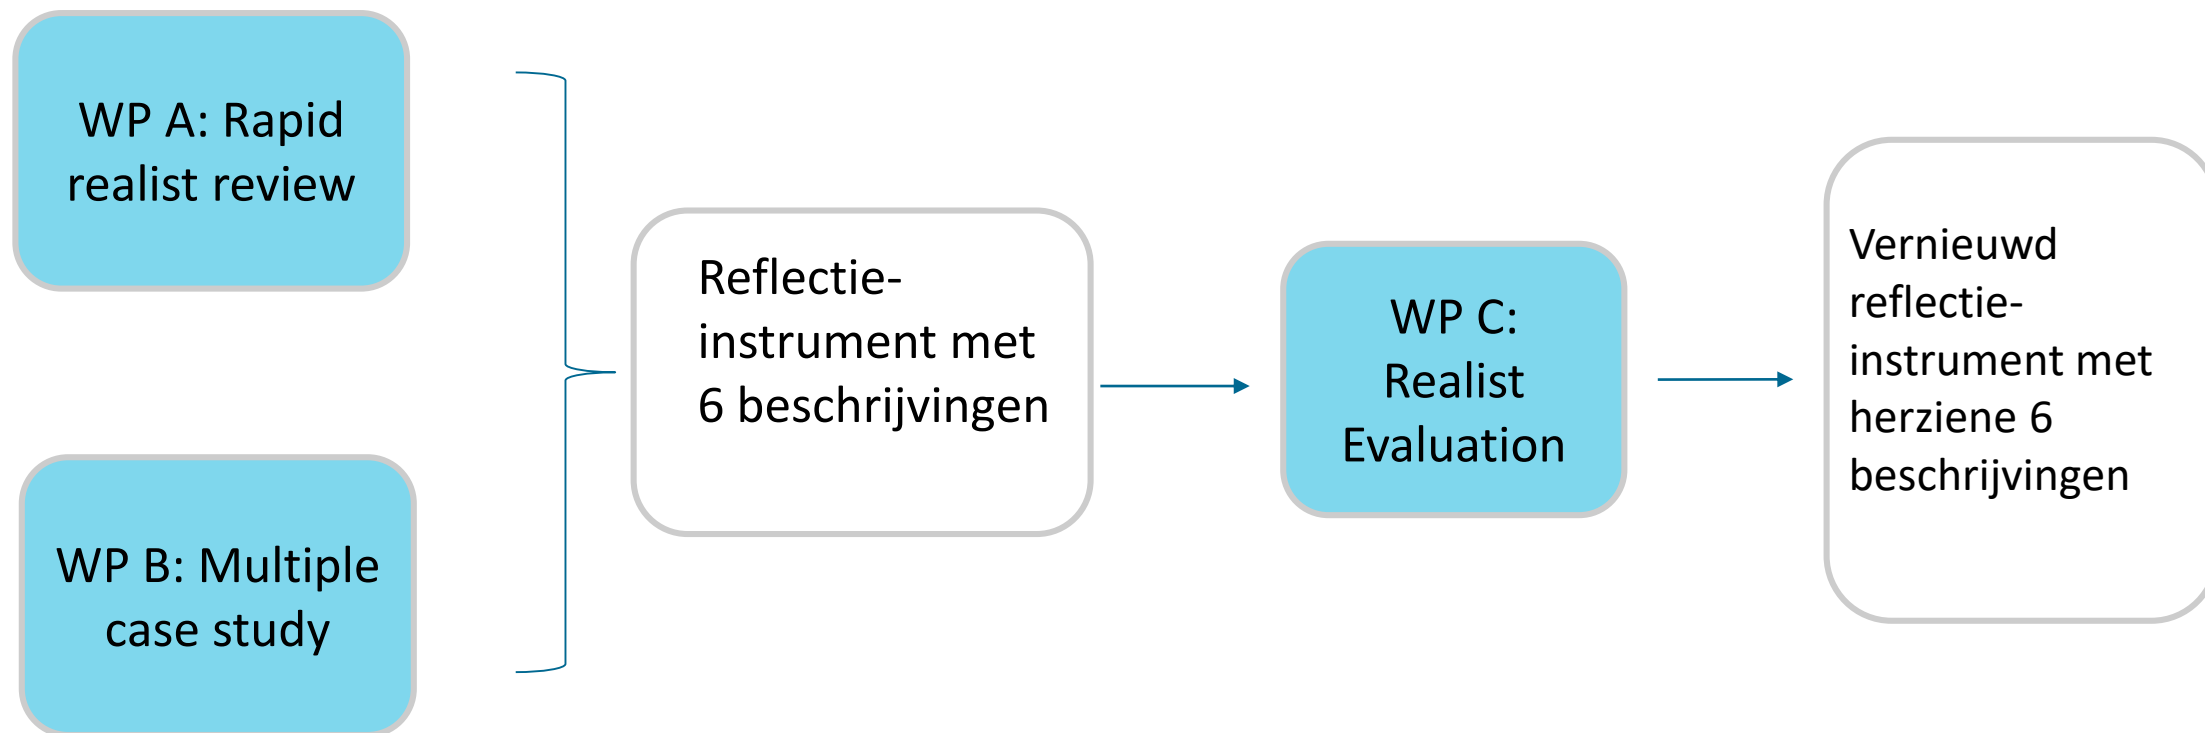 WP A: Rapid
realist review
WP B: Multiple
case study
Reflectie-
instrument met
6 beschrijvingen
WP C:
Realist
Evaluation
Vernieuwd
reflectie-
instrument met
herziene 6
beschrijvingen